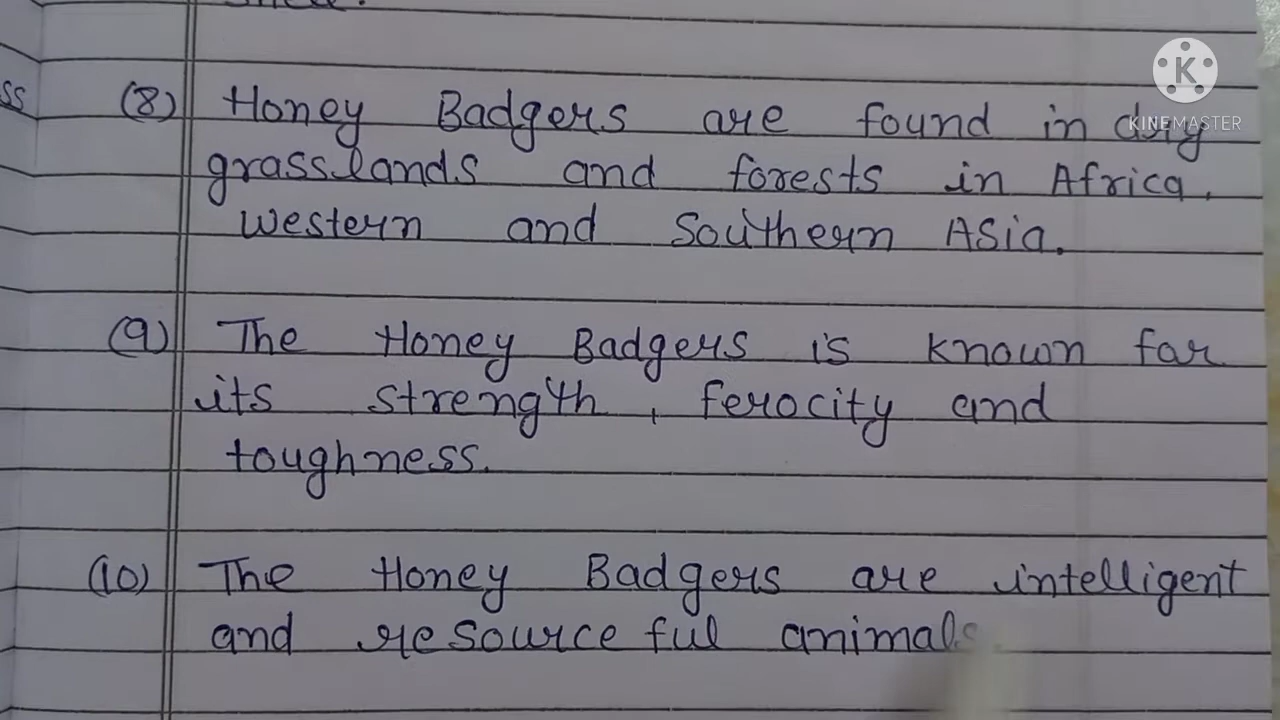 (8) Honey Badgers are found in dry
grasslands and forests in Africa,
western and Southern Asia.
(9) The Honey Badgers is known for
its strength, ferocity and
toughness.
(10) The Honey Badgers are intelligent
and resourceful animals.
ss
KINEMASTER